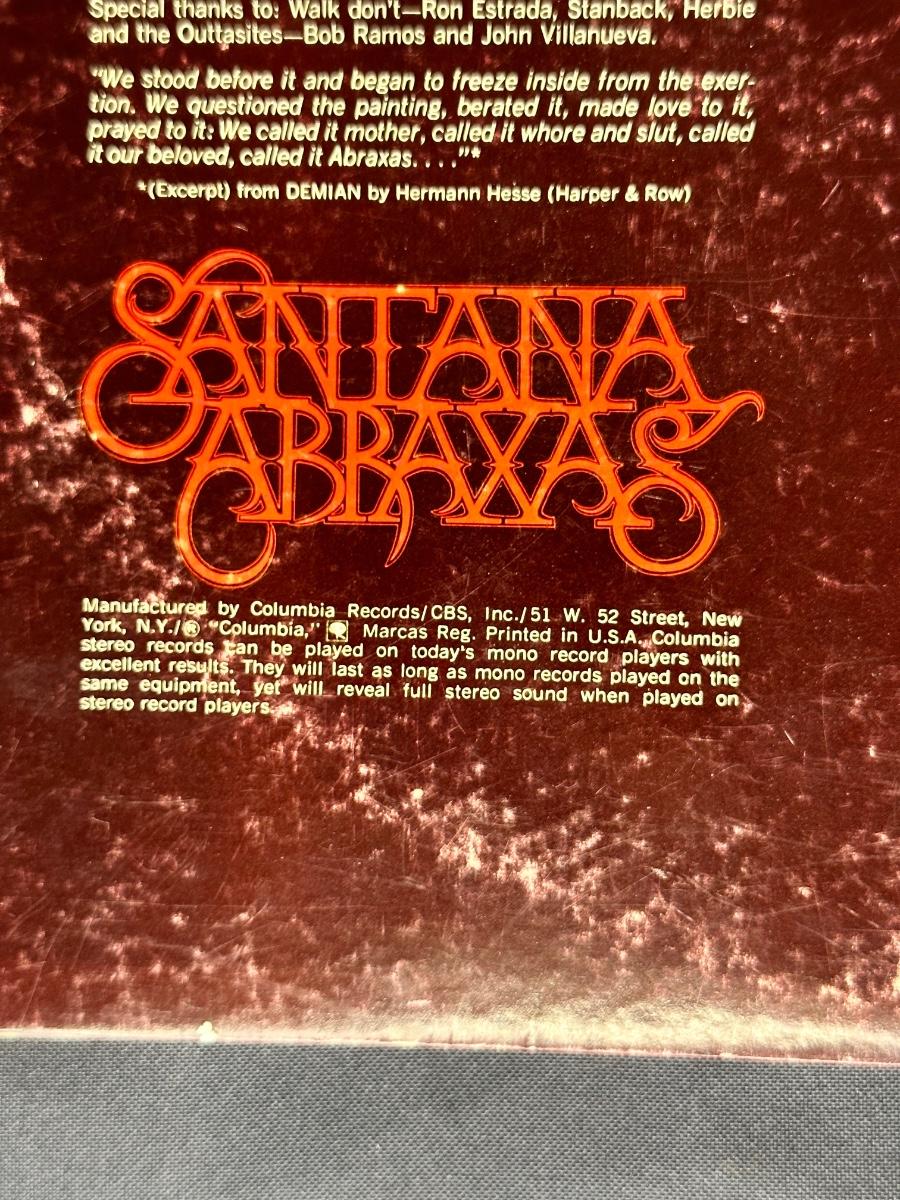 Special thanks to: Walk don't—Ron Estrada, Stanback, Herbie
and the Outtasites—Bob Ramos and John Villanueva.
"We stood before it and began to freeze inside from the exer-
tion. We questioned the painting, berated it, made love to it,
prayed to it: We called it mother, called it whore and slut, called
it our beloved, called it Abraxas. . . ."*
*(Excerpt) from DEMIAN by Hermann Hesse (Harper & Row)
SANTANA
ABRAXAS
Manufactured by Columbia Records/CBS, Inc./51 W. 52 Street, New
York, N.Y./® "Columbia," Marcas Reg. Printed in U.S.A. Columbia
stereo records can be played on today's mono record players with
excellent results. They will last as long as mono records played on the
same equipment, yet will reveal full stereo sound when played on
stereo record players.